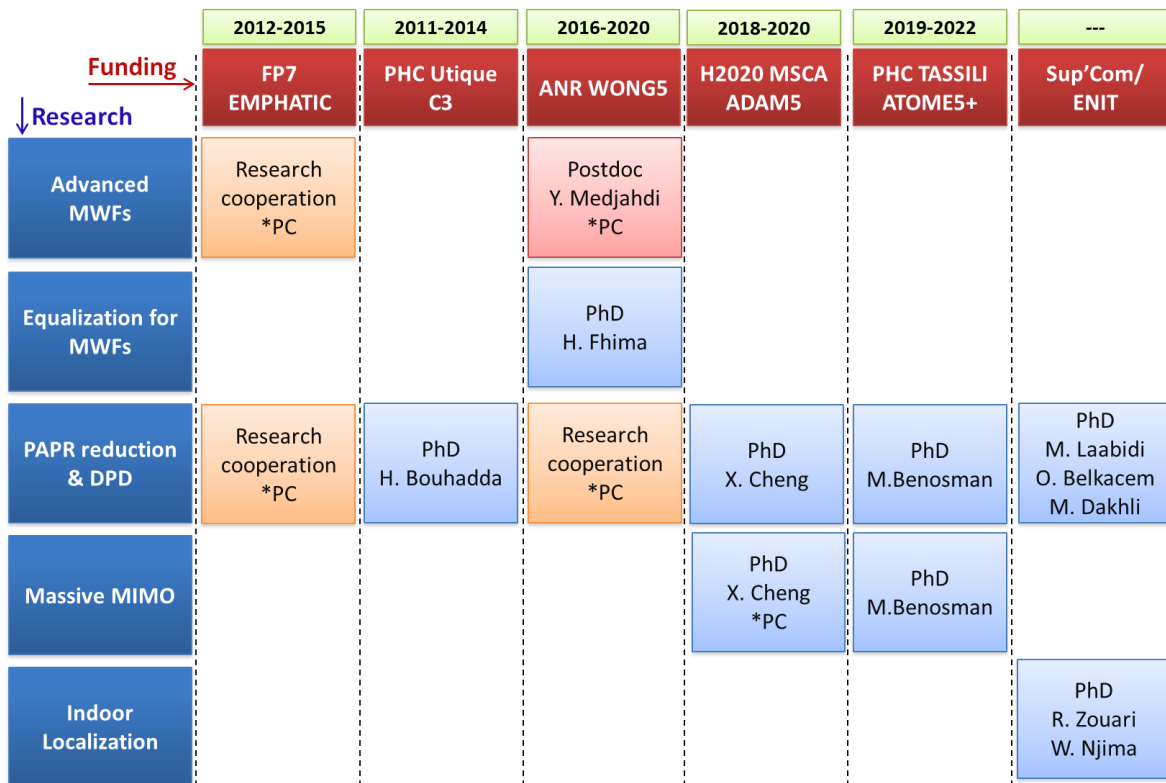 2012-2015
2011-2014
2016-2020
2018-2020
2019-2022
---
Funding
FP7
EMPHATIC
PHC Utique
C3
ANR WONG5
H2020 MSCA
ADAM5
PHC TASSILI
ATOME5+
Sup’Com/
ENIT
Research
Advanced
MWFs
Research
cooperation
*PC
Postdoc
Y. Medjahdi
*PC
Equalization for
MWFs
PhD
H. Fhima
PAPR reduction
& DPD
Research
cooperation
*PC
PhD
H. Bouhadda
Research
cooperation
*PC
PhD
X. Cheng
PhD
M.Benosman
PhD
M. Laabidi
O. Belkacem
M. Dakhli
Massive MIMO
PhD
X. Cheng
*PC
PhD
M.Benosman
Indoor
Localization
PhD
R. Zouari
W. Njima